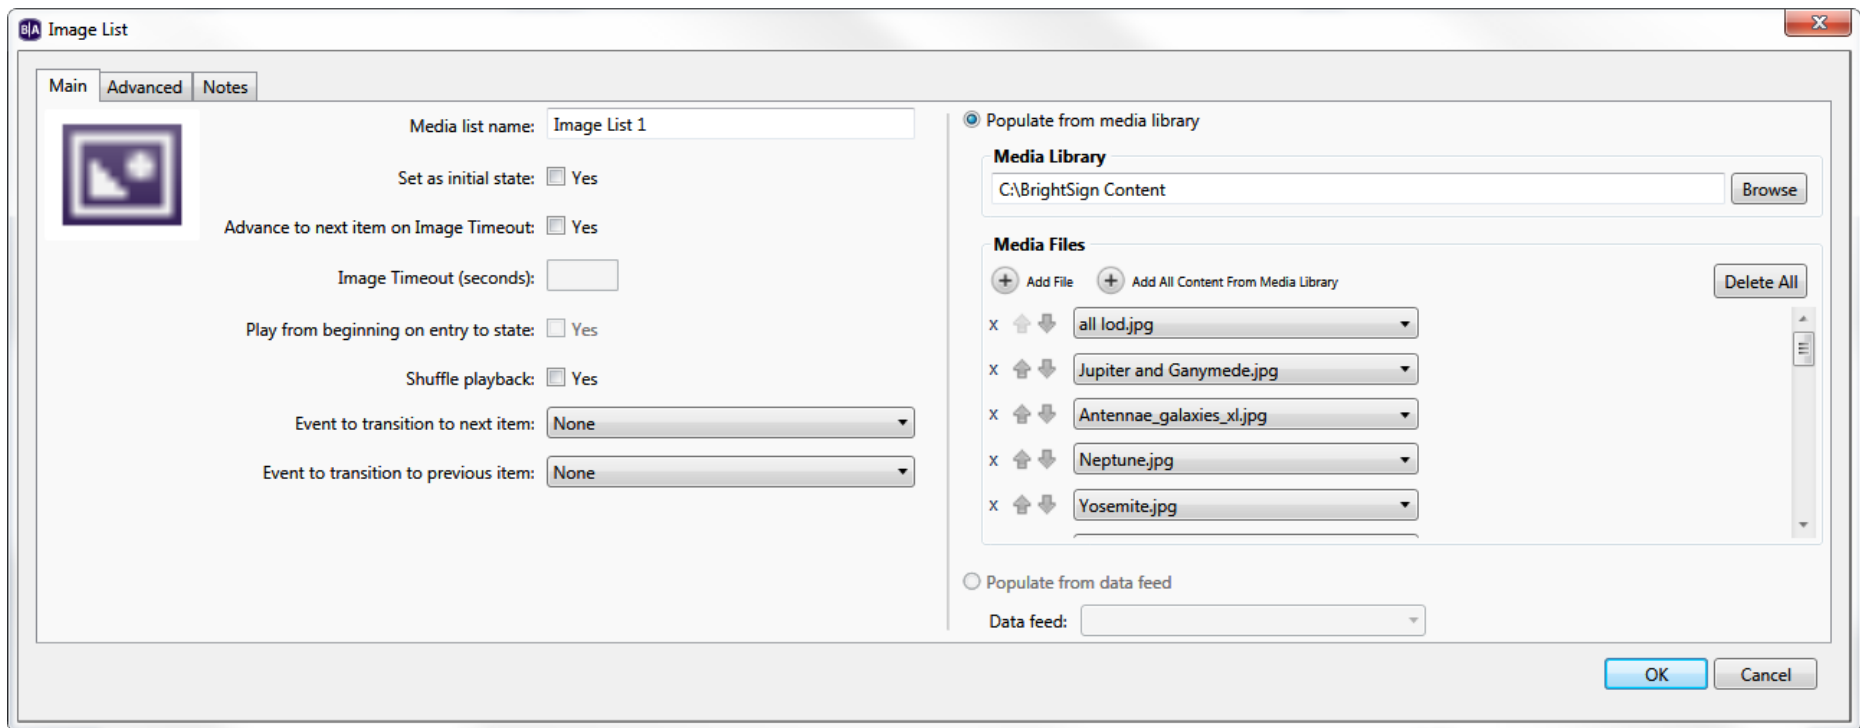 B|A Image List
x
Main Advanced Notes
Media list name: Image List 1
Set as initial state: Yes
Advance to next item on Image Timeout: Yes
Image Timeout (seconds):
Play from beginning on entry to state: Yes
Shuffle playback: Yes
Event to transition to next item: None
Event to transition to previous item: None
Populate from media library
Media Library
C:\BrightSign Content Browse
Media Files
+ Add File + Add All Content From Media Library Delete All
x all lod.jpg
x Jupiter and Ganymede.jpg
x Antennae_galaxies_xl.jpg
x Neptune.jpg
x Yosemite.jpg
Populate from data feed
Data feed:
OK Cancel